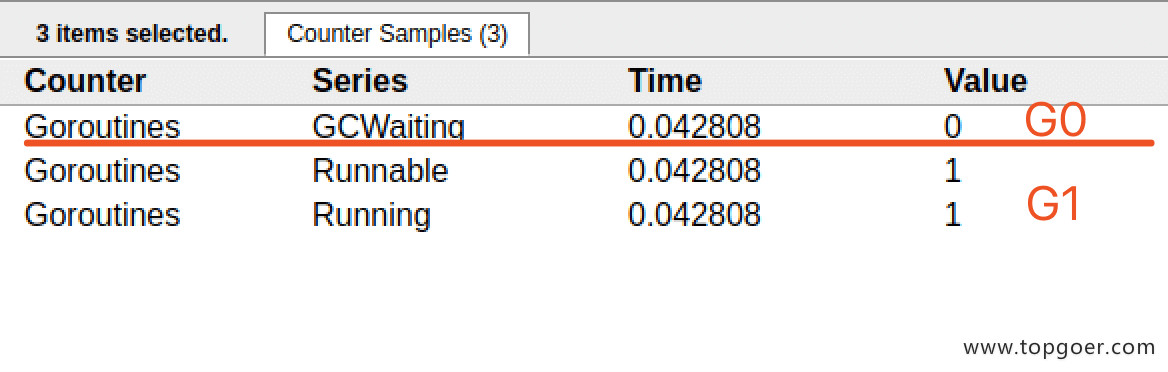 3 items selected. Counter Samples (3)
Counter Series Time Value
Goroutines GCWaiting 0.042808 0 G0
Goroutines Runnable 0.042808 1
Goroutines Running 0.042808 1 G1
www.topgoer.com